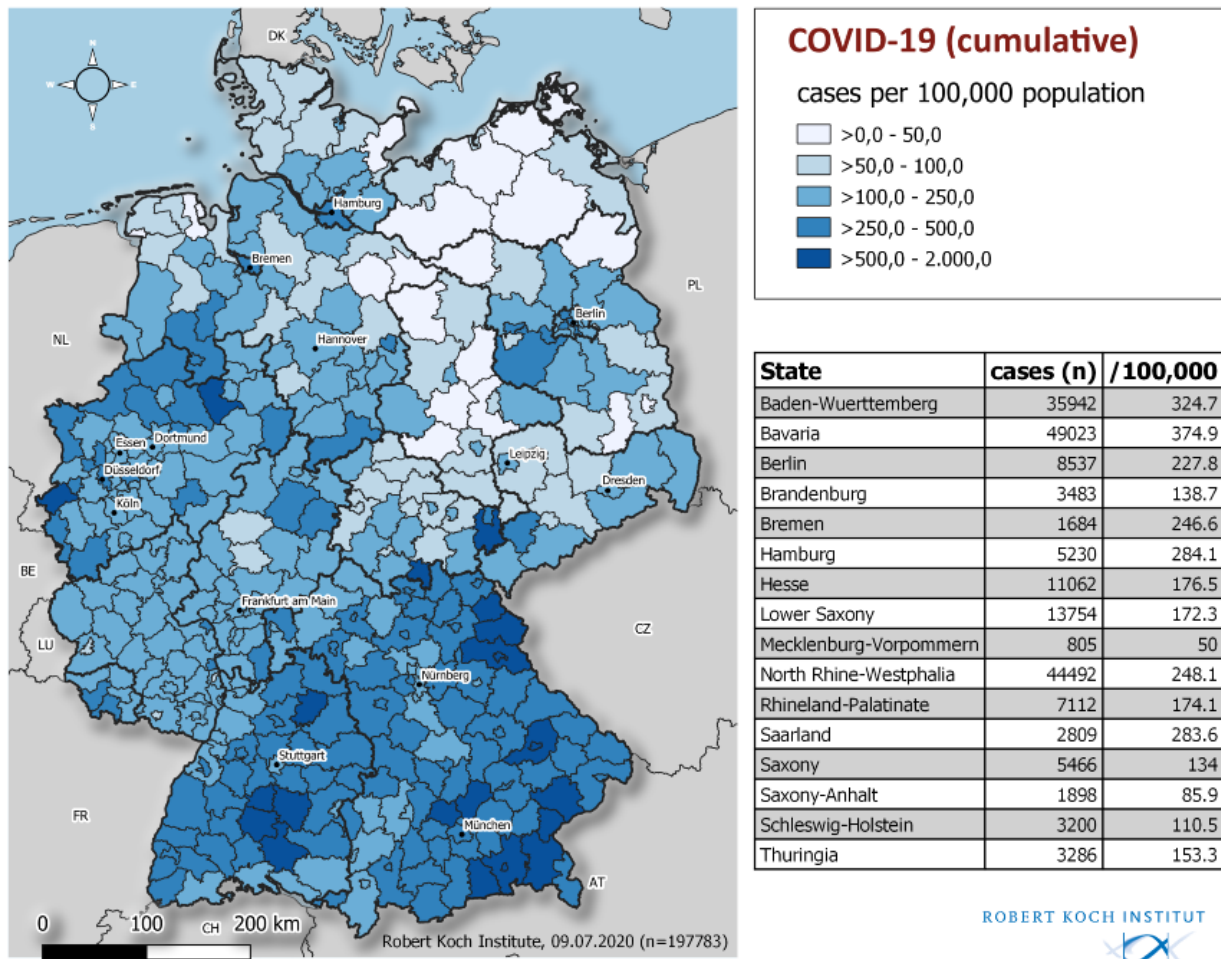 N
W
E
S
DK
Hamburg
Bremen
PL
Berlin
NL
Hannover
Essen
Dortmund
Düsseldorf
Leipzig
Köln
Dresden
BE
Frankfurt am Main
LU
CZ
Nürnberg
Stuttgart
FR
München
AT
0 100 200 km
CH
Robert Koch Institute, 09.07.2020 (n=197783)
COVID-19 (cumulative)
cases per 100,000 population
>0,0 - 50,0
>50,0 - 100,0
>100,0 - 250,0
>250,0 - 500,0
>500,0 - 2.000,0
State cases (n) /100,000
Baden-Wuerttemberg 35942 324.7
Bavaria 49023 374.9
Berlin 8537 227.8
Brandenburg 3483 138.7
Bremen 1684 246.6
Hamburg 5230 284.1
Hesse 11062 176.5
Lower Saxony 13754 172.3
Mecklenburg-Vorpommern 805 50
North Rhine-Westphalia 44492 248.1
Rhineland-Palatinate 7112 174.1
Saarland 2809 283.6
Saxony 5466 134
Saxony-Anhalt 1898 85.9
Schleswig-Holstein 3200 110.5
Thuringia 3286 153.3
ROBERT KOCH INSTITUT